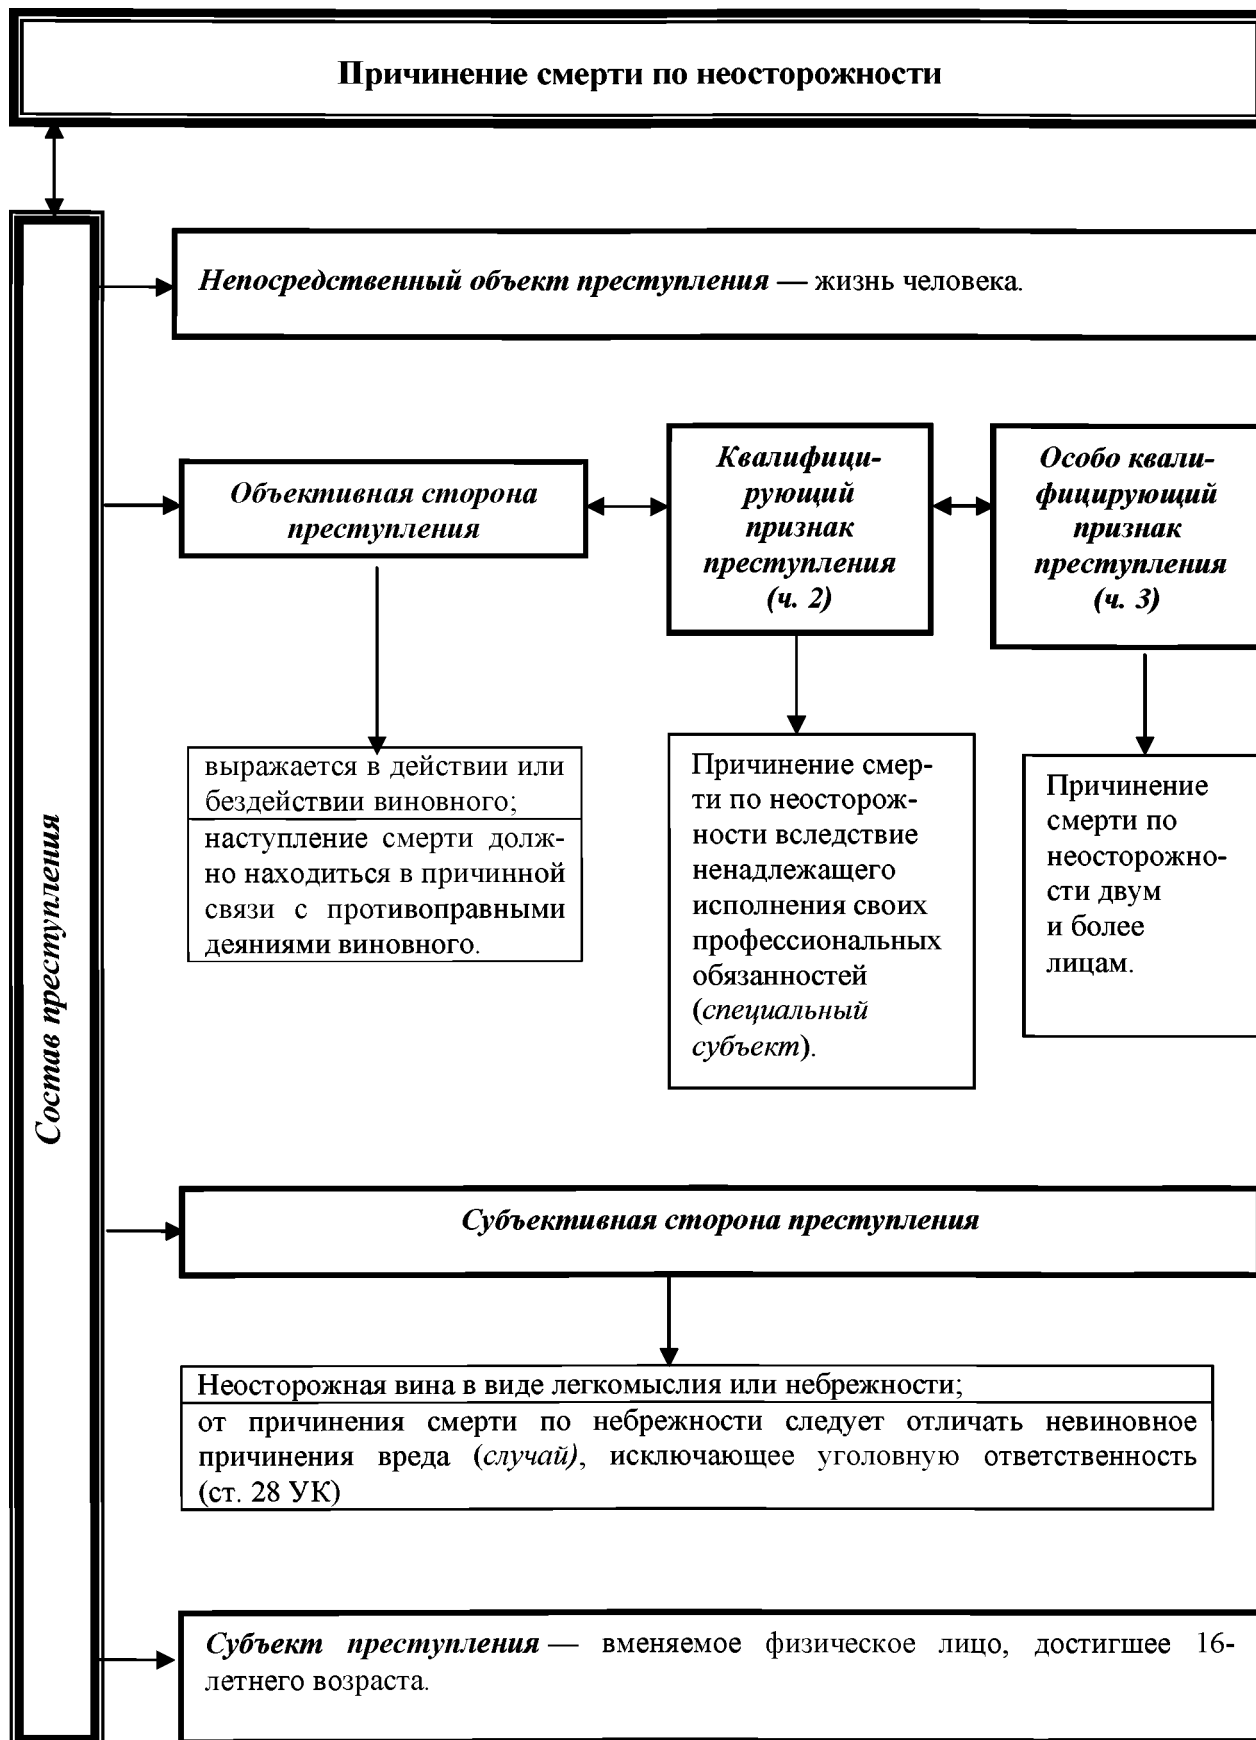 Причинение смерти по неосторожности
Состав преступления
Непосредственный объект преступления — жизнь человека.
Объективная сторона
преступления
Квалифици-
рующий
признак
преступления
(ч. 2)
Особо квали-
фицирующий
признак
преступления
(ч. 3)
выражается в действии или
бездействии виновного;
наступление смерти долж-
но находиться в причинной
связи с противоправными
деяниями виновного.
Причинение смер-
ти по неосторож-
ности вследствие
ненадлежащего
исполнения своих
профессиональных
обязанностей
(специальный
субъект).
Причинение
смерти по
неосторожно-
сти двум
и более
лицам.
Субъективная сторона преступления
Неосторожная вина в виде легкомыслия или небрежности;
от причинения смерти по небрежности следует отличать невиновное
причинения вреда (случай), исключающее уголовную ответственность
(ст. 28 УК)
Субъект преступления — вменяемое физическое лицо, достигшее 16-
летнего возраста.